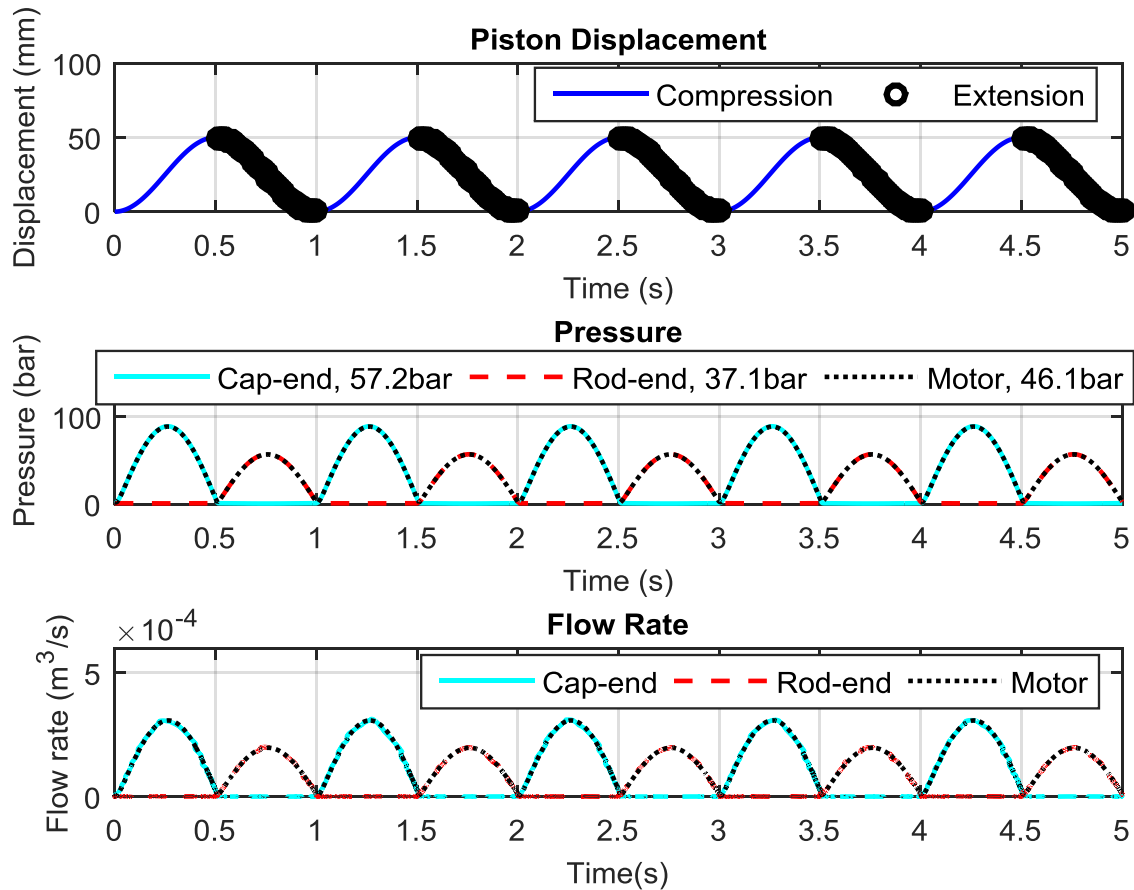 Piston Displacement
Displacement (mm)
100
50
0
Compression Extension
0 0.5 1 1.5 2 2.5 3 3.5 4 4.5 5
Time (s)
Pressure
Pressure (bar)
Cap-end, 57.2bar Rod-end, 37.1bar Motor, 46.1bar
100
0
0 0.5 1 1.5 2 2.5 3 3.5 4 4.5 5
Time (s)
Flow Rate
×10⁻⁴
Flow rate (m³/s)
5
0
Cap-end Rod-end Motor
0 0.5 1 1.5 2 2.5 3 3.5 4 4.5 5
Time(s)